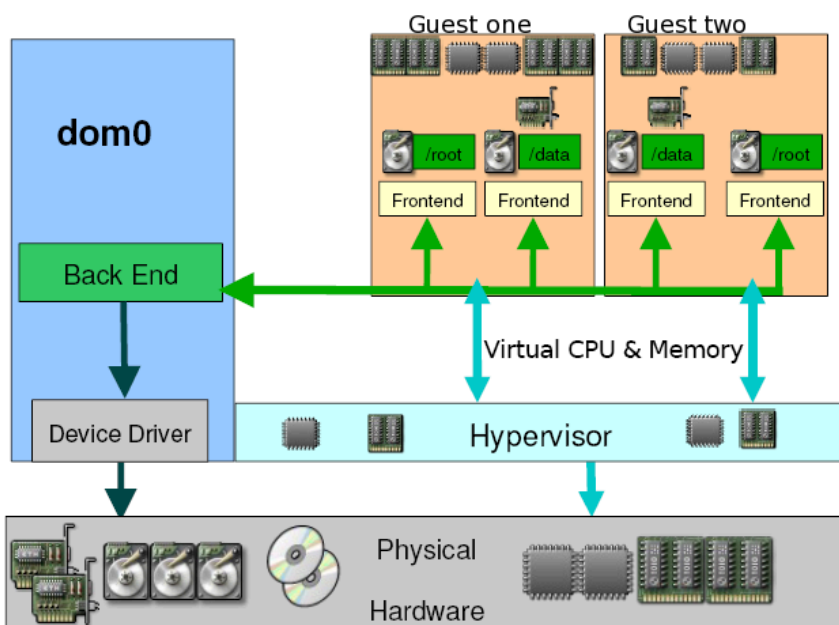 Guest one
Guest two
dom0
/root
/data
/data
/root
Frontend
Frontend
Frontend
Frontend
Back End
Virtual CPU & Memory
Device Driver
Hypervisor
Physical
Hardware